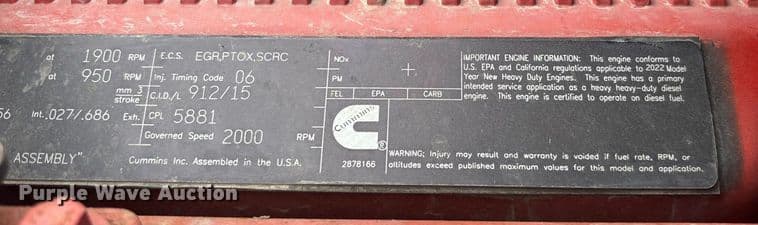 at 1900 RPM E.C.S. EGR,PTOX,SCRC
at 950 RPM Inj. Timing Code 06
mm 3 stroke C.I.D./L 912/15
56 Int. .027/.686 Exh. CPL 5881
Governed Speed 2000 RPM
ASSEMBLY" Cummins Inc. Assembled in the U.S.A.
NOx
PM
FEL EPA CARB
Cummins
®
2878166
IMPORTANT ENGINE INFORMATION: This engine conforms to
U.S. EPA and California regulations applicable to 2022 Model
Year New Heavy Duty Engines. This engine has a primary
intended service application as a heavy heavy-duty diesel
engine. This engine is certified to operate on diesel fuel.
WARNING: Injury may result and warranty is voided if fuel rate, RPM, or
altitudes exceed published maximum values for this model and application.
Purple Wave Auction